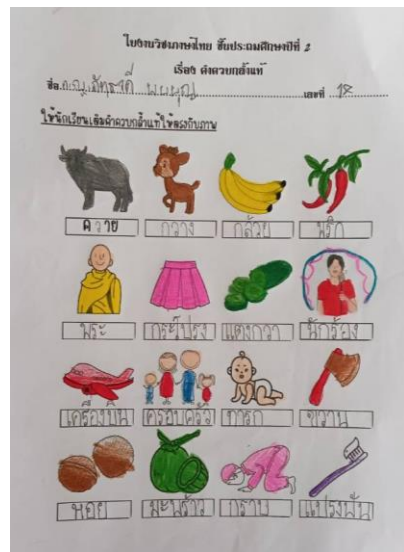 ใบงานวิชาภาษาไทย ชั้นประถมศึกษาปีที่ 2
เรื่อง คำควบกล้ำแท้
ชื่อ ด.ญ. เลขที่ 18
ให้นักเรียนเติมคำควบกล้ำแท้ให้ตรงกับภาพ
ควาย กวาง กล้วย พริก
พระ กระโปรง แตงกวา นักร้อง
เครื่องบิน ครอบครัว ทารก ขวาน
หอย มะพร้าว กราบ แปรงฟัน